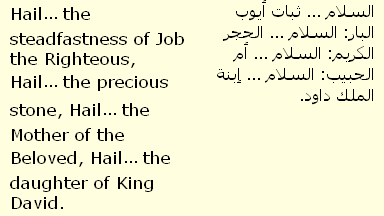 Hail... the
steadfastness of Job
the Righteous,
Hail... the precious
stone, Hail... the
Mother of the
Beloved, Hail... the
daughter of King
David.
السلام ... ثبات أيوب
البار: السلام ... الحجر
الكريم: السلام ... أم
الحبيب: السلام ... إبنة
الملك داود.